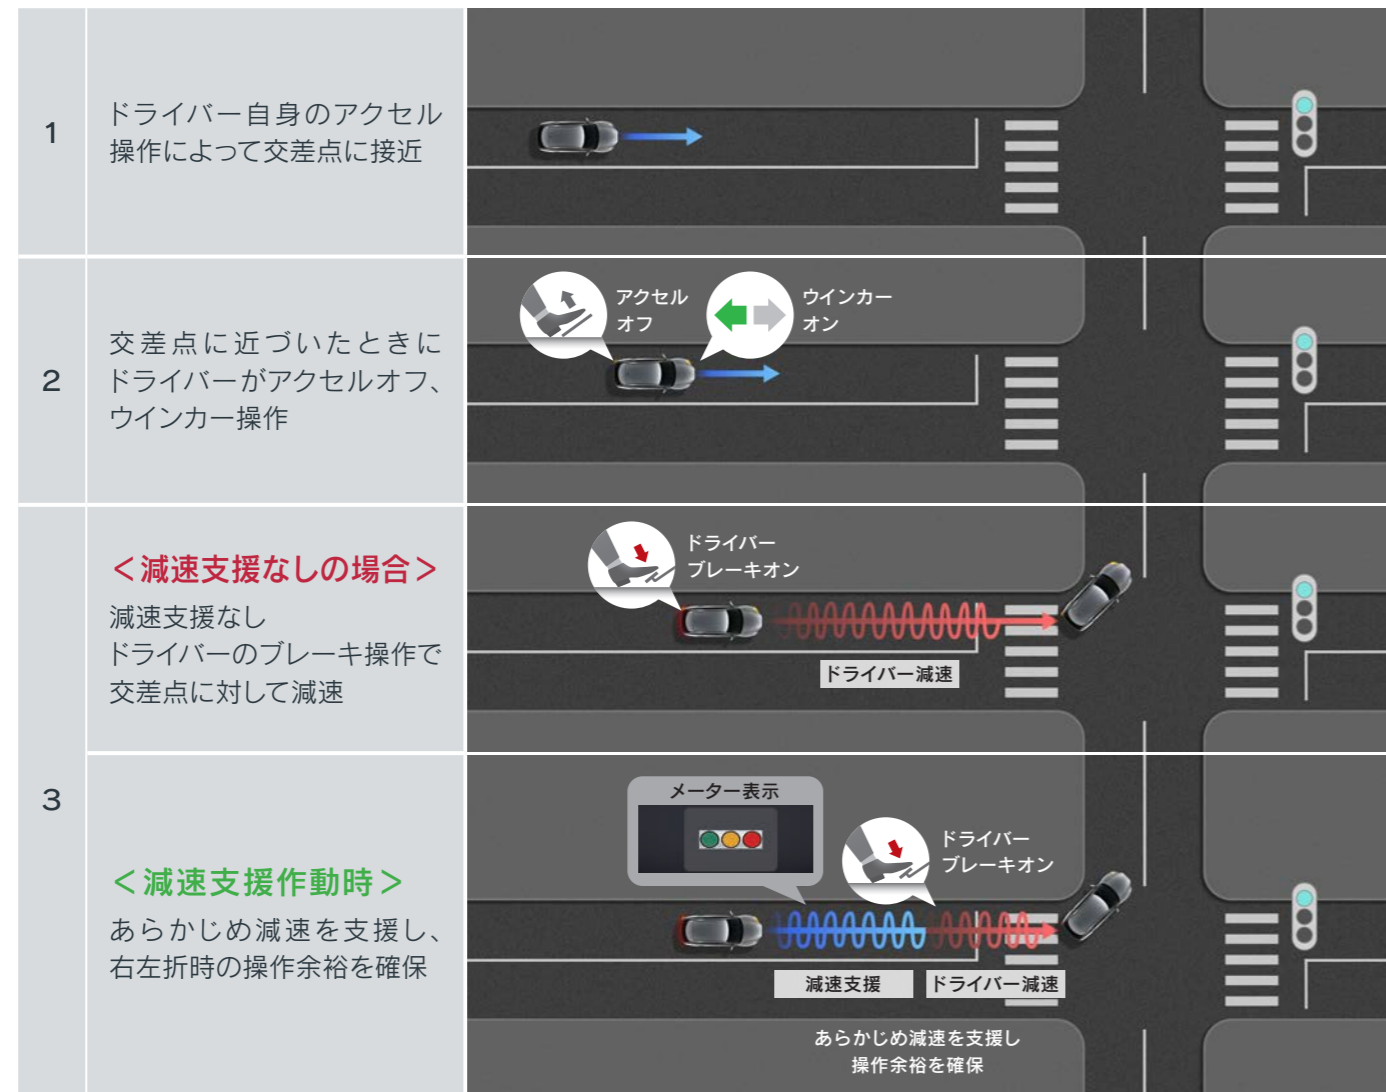 1
ドライバー自身のアクセル
操作によって交差点に接近
2
交差点に近づいたときに
ドライバーがアクセルオフ、
ウインカー操作
アクセル
オフ
ウインカー
オン
3
＜減速支援なしの場合＞
減速支援なし
ドライバーのブレーキ操作で
交差点に対して減速
ドライバー
ブレーキオン
ドライバー減速
＜減速支援作動時＞
あらかじめ減速を支援し、
右左折時の操作余裕を確保
メーター表示
ドライバー
ブレーキオン
減速支援
ドライバー減速
あらかじめ減速を支援し
操作余裕を確保